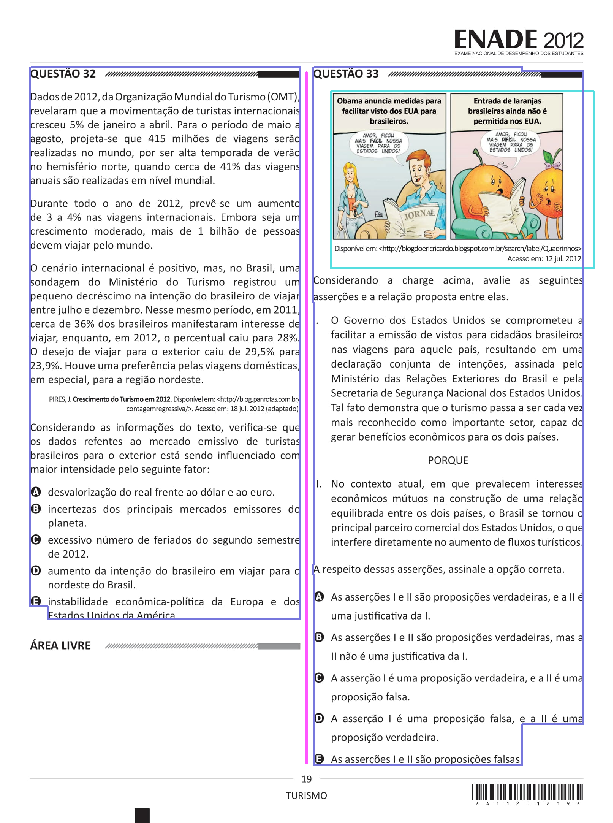 ENADE 2012
EXAME NACIONAL DE DESEMPENHO DOS ESTUDANTES
QUESTÃO 32
Dados de 2012, da Organização Mundial do Turismo (OMT),
revelaram que a movimentação de turistas internacionais
cresceu 5% de janeiro a abril. Para o período de maio a
agosto, projeta-se que 415 milhões de viagens serão
realizadas no mundo, por ser alta temporada de verão
no hemisfério norte, quando cerca de 41% das viagens
anuais são realizadas em nível mundial.
Durante todo o ano de 2012, prevê-se um aumento
de 3 a 4% nas viagens internacionais. Embora seja um
crescimento moderado, mais de 1 bilhão de pessoas
devem viajar pelo mundo.
O cenário internacional é positivo, mas, no Brasil, uma
sondagem do Ministério do Turismo registrou um
pequeno decréscimo na intenção do brasileiro de viajar
entre julho e dezembro. Nesse mesmo período, em 2011,
cerca de 36% dos brasileiros manifestaram interesse de
viajar, enquanto, em 2012, o percentual caiu para 28%.
O desejo de viajar para o exterior caiu de 29,5% para
23,9%. Houve uma preferência pelas viagens domésticas,
em especial, para a região nordeste.
PIRES, J. Crescimento do Turismo em 2012. Disponível em: <http://blog.panrotas.com.br/
contagemregressiva/>. Acesso em: 18 jul. 2012 (adaptado)
Considerando as informações do texto, verifica-se que
os dados refentes ao mercado emissivo de turistas
brasileiros para o exterior está sendo influenciado com
maior intensidade pelo seguinte fator:
A desvalorização do real frente ao dólar e ao euro.
B incertezas dos principais mercados emissores do
planeta.
C excessivo número de feriados do segundo semestre
de 2012.
D aumento da intenção do brasileiro em viajar para o
nordeste do Brasil.
E instabilidade econômica-política da Europa e dos
Estados Unidos da América.
ÁREA LIVRE
QUESTÃO 33
Obama anuncia medidas para
facilitar visto dos EUA para
brasileiros.
AMOR, FICOU
MAIS FÁCIL NOSSA
VIAGEM PARA OS
ESTADOS UNIDOS!
JORNAL
Entrada de laranjas
brasileiras ainda não é
permitida nos EUA.
AMOR, FICOU
MAIS DIFÍCIL NOSSA
VIAGEM PARA OS
ESTADOS UNIDOS!
Disponível em: <http://blogdoenricardo.blogspot.com.br/search/label/Quadrinhos>
Acesso em: 12 jul. 2012
Considerando a charge acima, avalie as seguintes
asserções e a relação proposta entre elas.
I. O Governo dos Estados Unidos se comprometeu a
facilitar a emissão de vistos para cidadãos brasileiros
nas viagens para aquele país, resultando em uma
declaração conjunta de intenções, assinada pelo
Ministério das Relações Exteriores do Brasil e pela
Secretaria de Segurança Nacional dos Estados Unidos.
Tal fato demonstra que o turismo passa a ser cada vez
mais reconhecido como importante setor, capaz de
gerar benefícios econômicos para os dois países.
PORQUE
II. No contexto atual, em que prevalecem interesses
econômicos mútuos na construção de uma relação
equilibrada entre os dois países, o Brasil se tornou o
principal parceiro comercial dos Estados Unidos, o que
interfere diretamente no aumento de fluxos turísticos.
A respeito dessas asserções, assinale a opção correta.
A As asserções I e II são proposições verdadeiras, e a II é
uma justificativa da I.
B As asserções I e II são proposições verdadeiras, mas a
II não é uma justificativa da I.
C A asserção I é uma proposição verdadeira, e a II é uma
proposição falsa.
D A asserção I é uma proposição falsa, e a II é uma
proposição verdadeira.
E As asserções I e II são proposições falsas
19
TURISMO